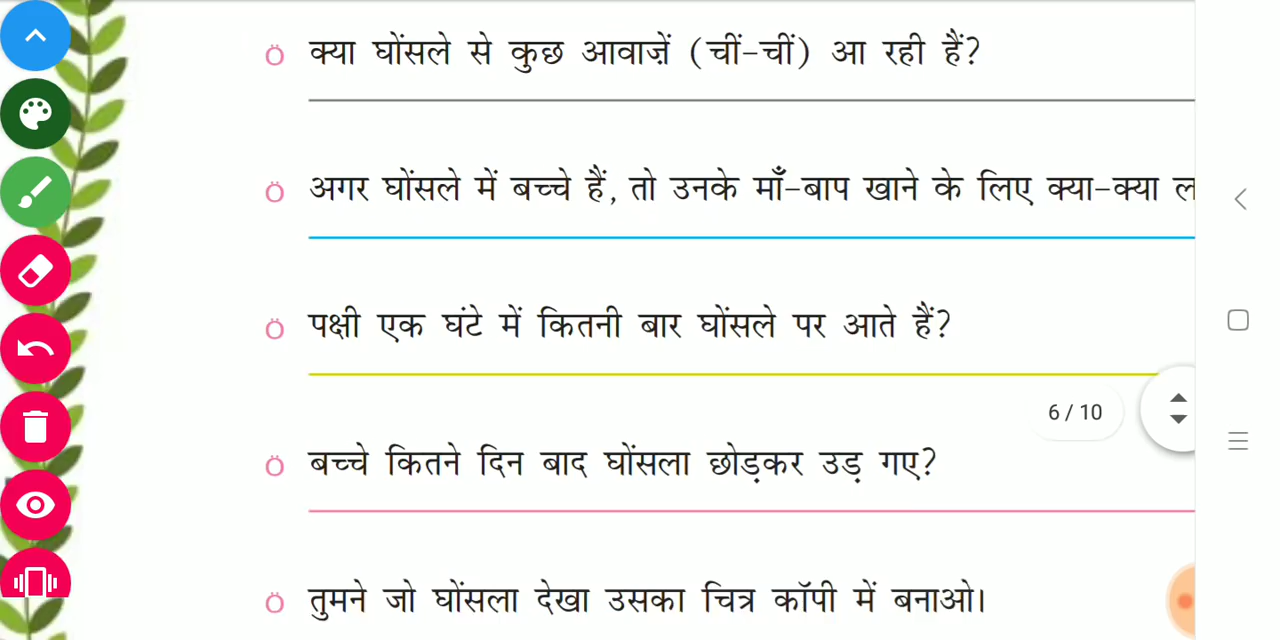 Ö क्या घोंसले से कुछ आवाज़ें (चीं-चीं) आ रही हैं?
Ö अगर घोंसले में बच्चे हैं, तो उनके माँ-बाप खाने के लिए क्या-क्या
Ö पक्षी एक घंटे में कितनी बार घोंसले पर आते हैं?
6 / 10
Ö बच्चे कितने दिन बाद घोंसला छोड़कर उड़ गए?
Ö तुमने जो घोंसला देखा उसका चित्र कॉपी में बनाओ।